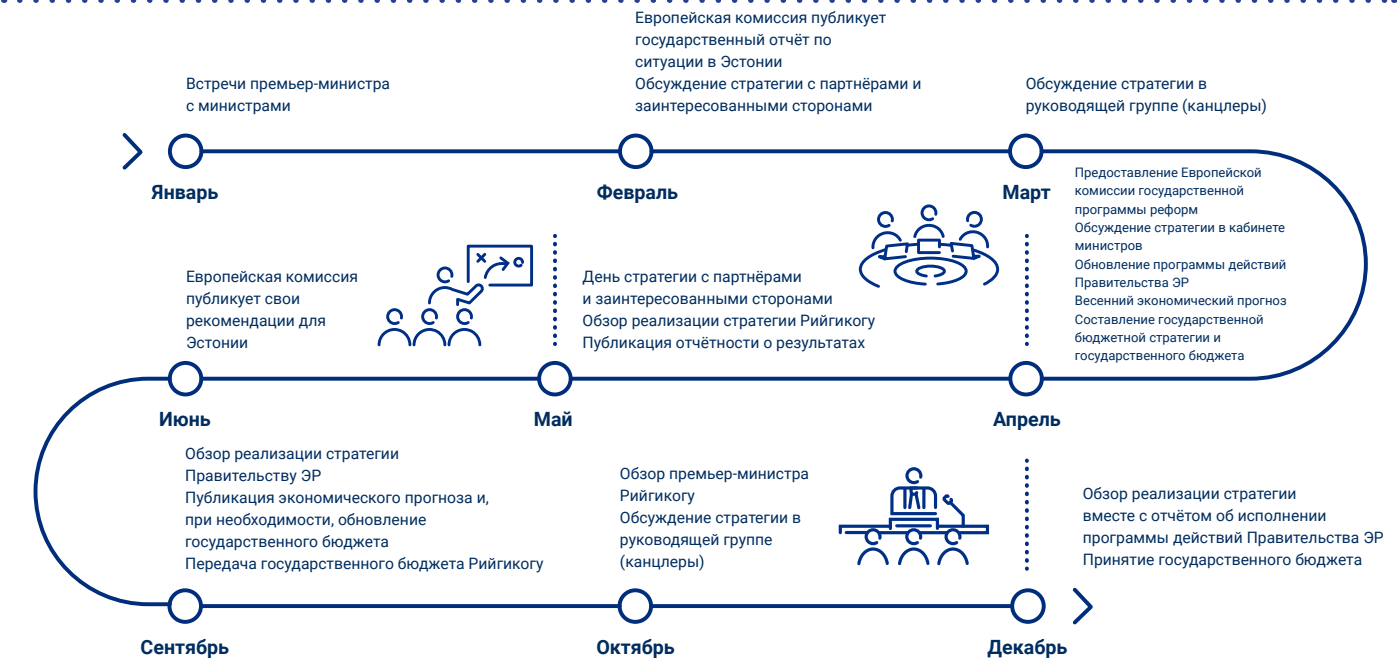 Встречи премьер-министра
с министрами
Январь
Европейская комиссия публикует
государственный отчёт по
ситуации в Эстонии
Обсуждение стратегии с партнёрами и
заинтересованными сторонами
Февраль
Обсуждение стратегии в
руководящей группе (канцлеры)
Март
Предоставление Европейской
комиссии государственной
программы реформ
Обсуждение стратегии в кабинете
министров
Обновление программы действий
Правительства ЭР
Весенний экономический прогноз
Составление государственной
бюджетной стратегии и
государственного бюджета
Апрель
День стратегии с партнёрами
и заинтересованными сторонами
Обзор реализации стратегии Рийгикогу
Публикация отчётности о результатах
Май
Европейская комиссия
публикует свои
рекомендации для
Эстонии
Июнь
Обзор реализации стратегии
Правительству ЭР
Публикация экономического прогноза и,
при необходимости, обновление
государственного бюджета
Передача государственного бюджета Рийгикогу
Сентябрь
Обзор премьер-министра
Рийгикогу
Обсуждение стратегии в
руководящей группе
(канцлеры)
Октябрь
Обзор реализации стратегии
вместе с отчётом об исполнении
программы действий Правительства ЭР
Принятие государственного бюджета
Декабрь